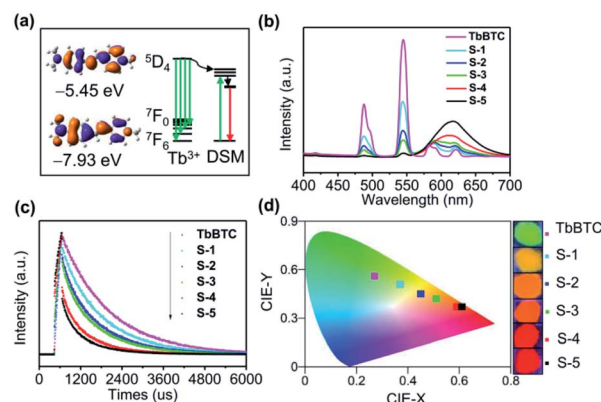 (a)
−5.45 eV
−7.93 eV
⁵D₄
⁷F₀
⁷F₆
Tb³⁺ DSM
(b)
Intensity (a.u.)
TbBTC
S-1
S-2
S-3
S-4
S-5
400 450 500 550 600 650 700
Wavelength (nm)
(c)
Intensity (a.u.)
TbBTC
S-1
S-2
S-3
S-4
S-5
0 1200 2400 3600 4800 6000
Times (us)
(d)
CIE-Y
0.9
0.6
0.3
0.0
0.0 0.2 0.4 0.6 0.8
CIE-X
TbBTC
S-1
S-2
S-3
S-4
S-5